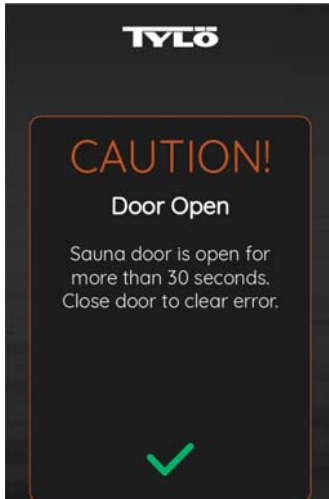 TYLÖ
CAUTION!
Door Open
Sauna door is open for
more than 30 seconds.
Close door to clear error.